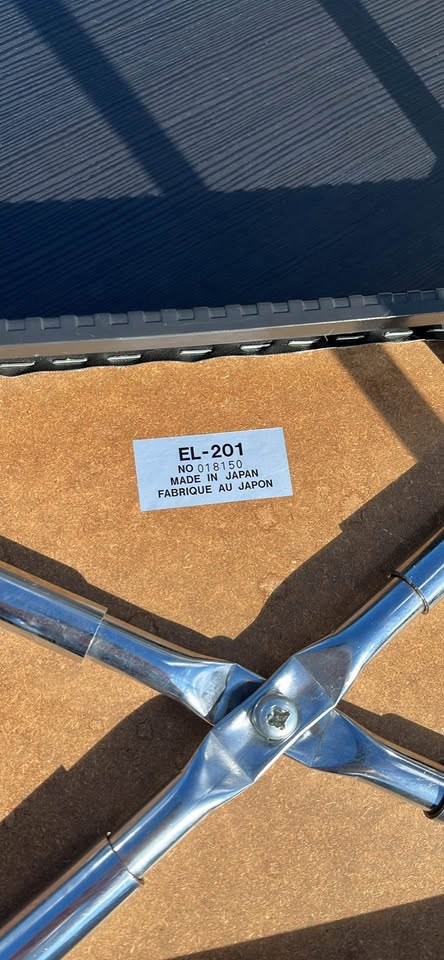 EL-201
NO 018150
MADE IN JAPAN
FABRIQUE AU JAPON